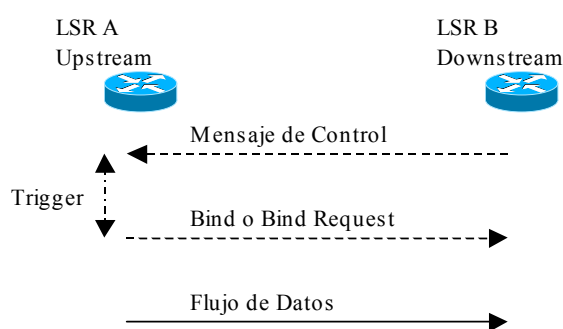 LSR A
Upstream
LSR B
Downstream
Mensaje de Control
Trigger
Bind o Bind Request
Flujo de Datos